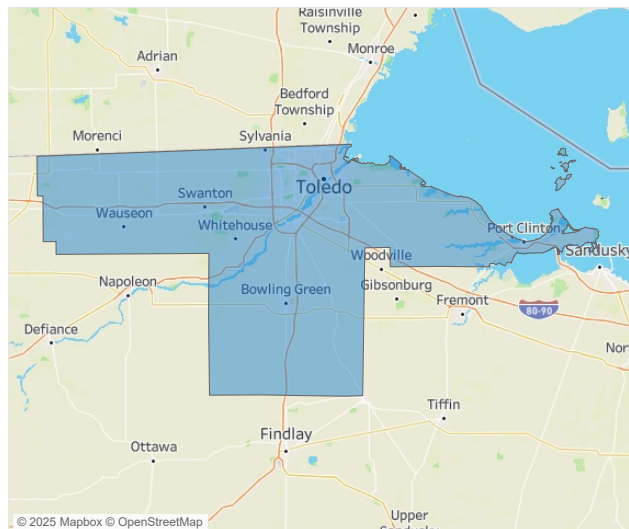 Raisinville
Township
Monroe
Adrian
Bedford
Township
Morenci
Sylvania
Toledo
Swanton
Wauseon
Whitehouse
Port Clinton
Woodville
Sandusky
Napoleon
Bowling Green
Gibsonburg
Fremont
80-90
Defiance
Nor
Tiffin
Findlay
Ottawa
Upper
© 2025 Mapbox © OpenStreetMap